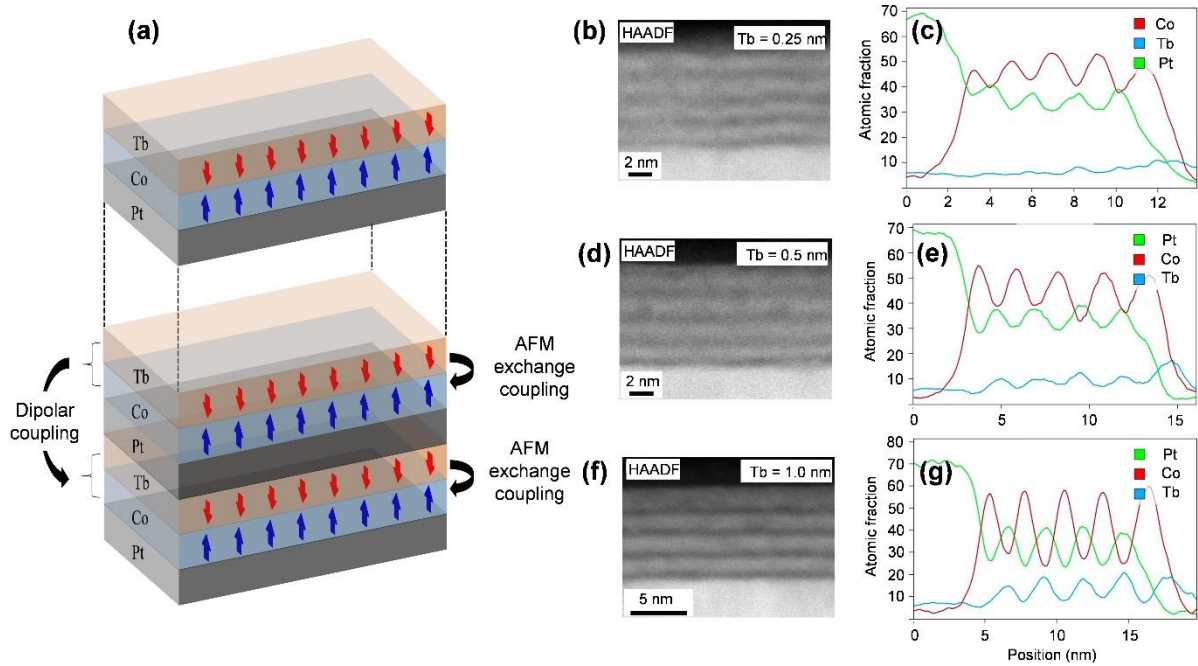 (a)
Tb
Co
Pt
Dipolar
coupling
Tb
Co
Pt
Tb
Co
Pt
AFM
exchange
coupling
AFM
exchange
coupling
(b)
HAADF
Tb = 0.25 nm
2 nm
(c)
Atomic fraction
70
60
50
40
30
20
10
0 2 4 6 8 10 12
Co
Tb
Pt
(d)
HAADF
Tb = 0.5 nm
2 nm
(e)
Atomic fraction
70
60
50
40
30
20
10
0 5 10 15
Pt
Co
Tb
(f)
HAADF
Tb = 1.0 nm
5 nm
(g)
Atomic fraction
80
70
60
50
40
30
20
10
0 5 10 15
Position (nm)
Pt
Co
Tb